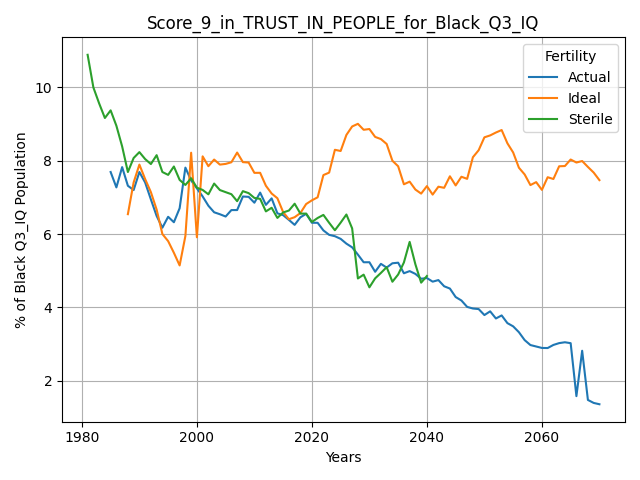 Score_9_in_TRUST_IN_PEOPLE_for_Black_Q3_IQ
Fertility
Actual
Ideal
Sterile
% of Black Q3_IQ Population
10
8
6
4
2
1980
2000
2020
2040
2060
Years